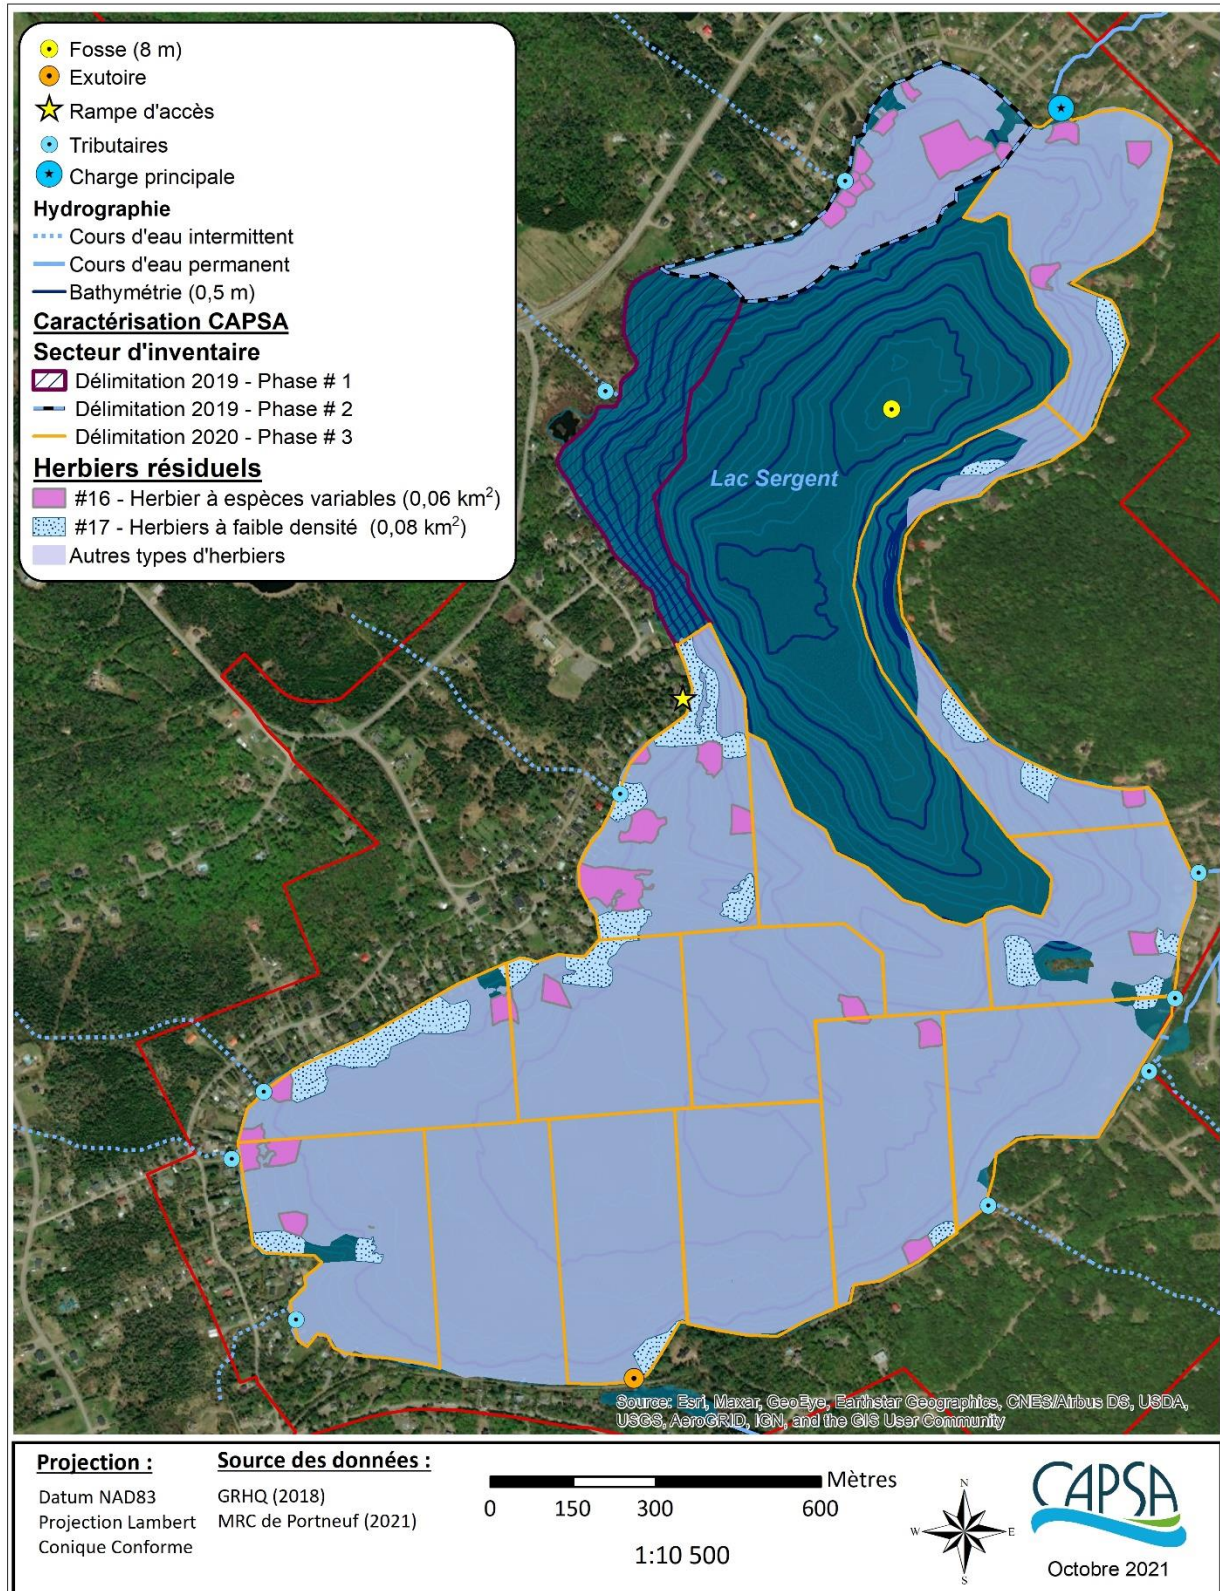 Fosse (8 m)
Exutoire
Rampe d'accès
Tributaires
Charge principale
Hydrographie
Cours d'eau intermittent
Cours d'eau permanent
Bathymétrie (0,5 m)
Caractérisation CAPSA
Secteur d'inventaire
Délimitation 2019 - Phase # 1
Délimitation 2019 - Phase # 2
Délimitation 2020 - Phase # 3
Herbiers résiduels
#16 - Herbier à espèces variables (0,06 km²)
#17 - Herbiers à faible densité (0,08 km²)
Autres types d'herbiers
Lac Sergent
Source: Esri, Maxar, GeoEye, Earthstar Geographics, CNES/Airbus DS, USDA,
USGS, AeroGRID, IGN, and the GIS User Community
Projection :
Datum NAD83
Projection Lambert
Conique Conforme
Source des données :
GRHQ (2018)
MRC de Portneuf (2021)
Mètres
0 150 300 600
1:10 500
N
W E
S
CAPSA
Octobre 2021